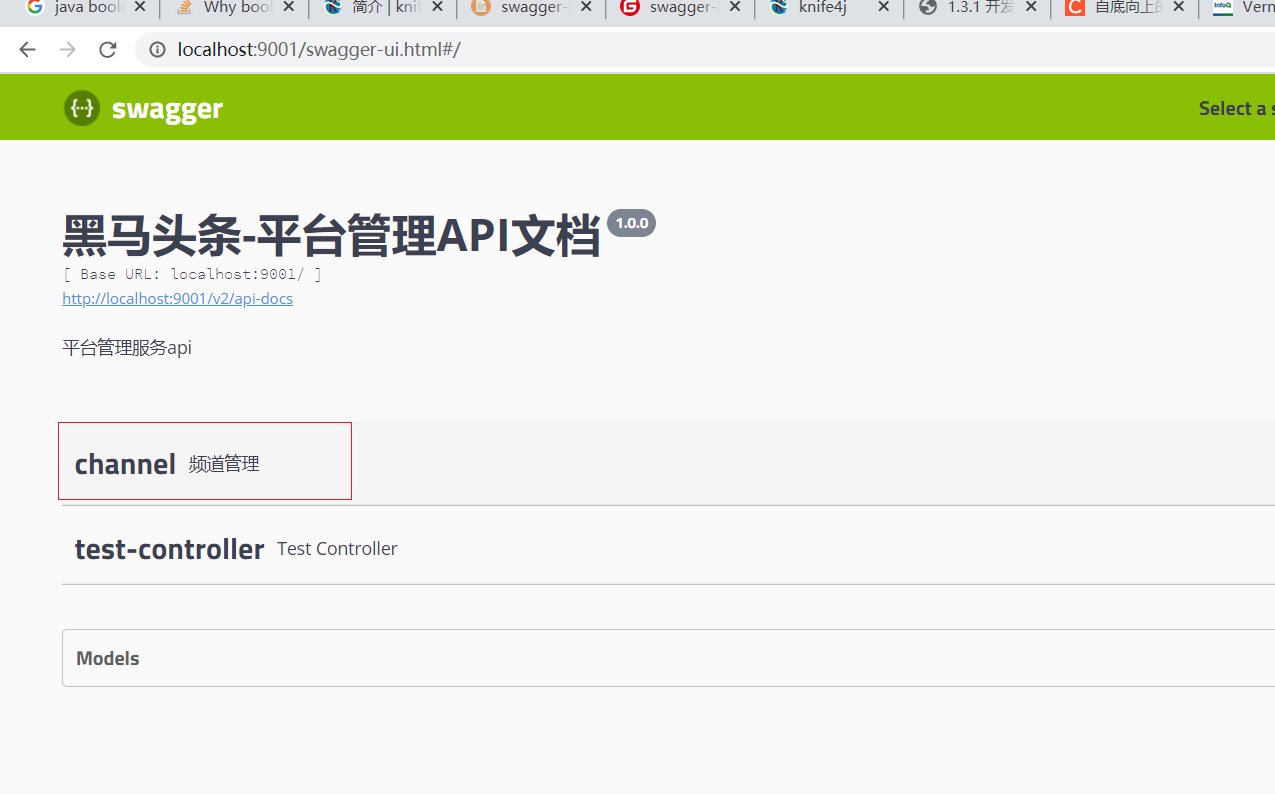 java bool Why bool 简介 | knif swagger- swagger- knife4j 1.3.1 开发 自底向上的 InfoQ Vern
localhost:9001/swagger-ui.html#/
{···} swagger Select a s
黑马头条-平台管理API文档 1.0.0
[ Base URL: localhost:9001/ ]
http://localhost:9001/v2/api-docs
平台管理服务api
channel 频道管理
test-controller Test Controller
Models